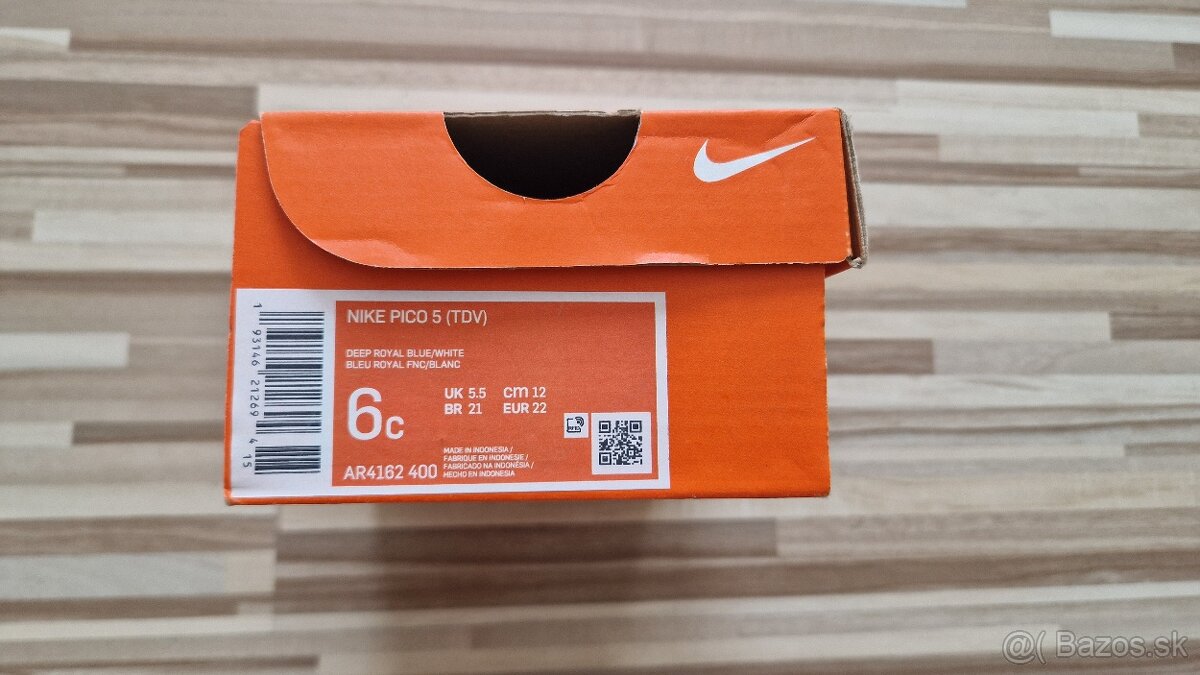 NIKE PICO 5 (TDV)
DEEP ROYAL BLUE/WHITE
BLEU ROYAL FNC/BLANC
6C
UK 5.5 cm 12
BR 21 EUR 22
AR4162 400
MADE IN INDONESIA /
FABRIQUE EN INDONESIE /
FABRICADO NA INDONÉSIA /
HECHO EN INDONESIA
1 93146 21269 4 15
@( Bazos.sk